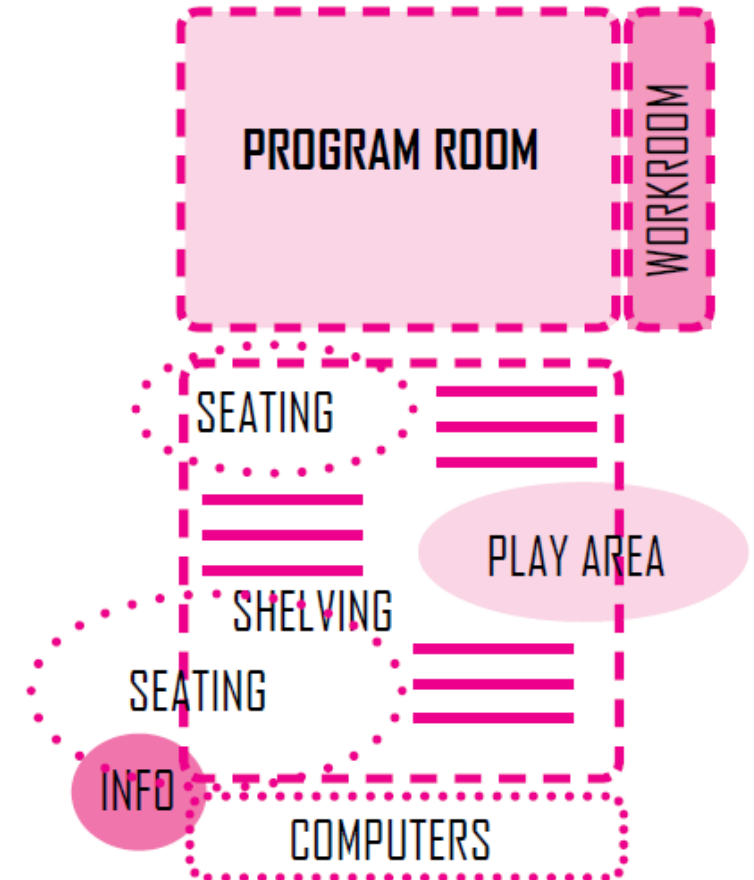 PROGRAM ROOM
WORKROOM
SEATING
PLAY AREA
SHELVING
SEATING
INFO
COMPUTERS